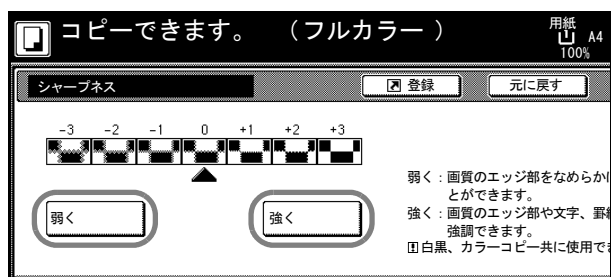 コピーできます。 （フルカラー ）
用紙
A4
100%
シャープネス
登録
元に戻す
-3 -2 -1 0 +1 +2 +3
弱く
強く
弱く：画質のエッジ部をなめらか
とができます。
強く：画質のエッジ部や文字、
強調できます。
白黒、カラーコピー共に使用で